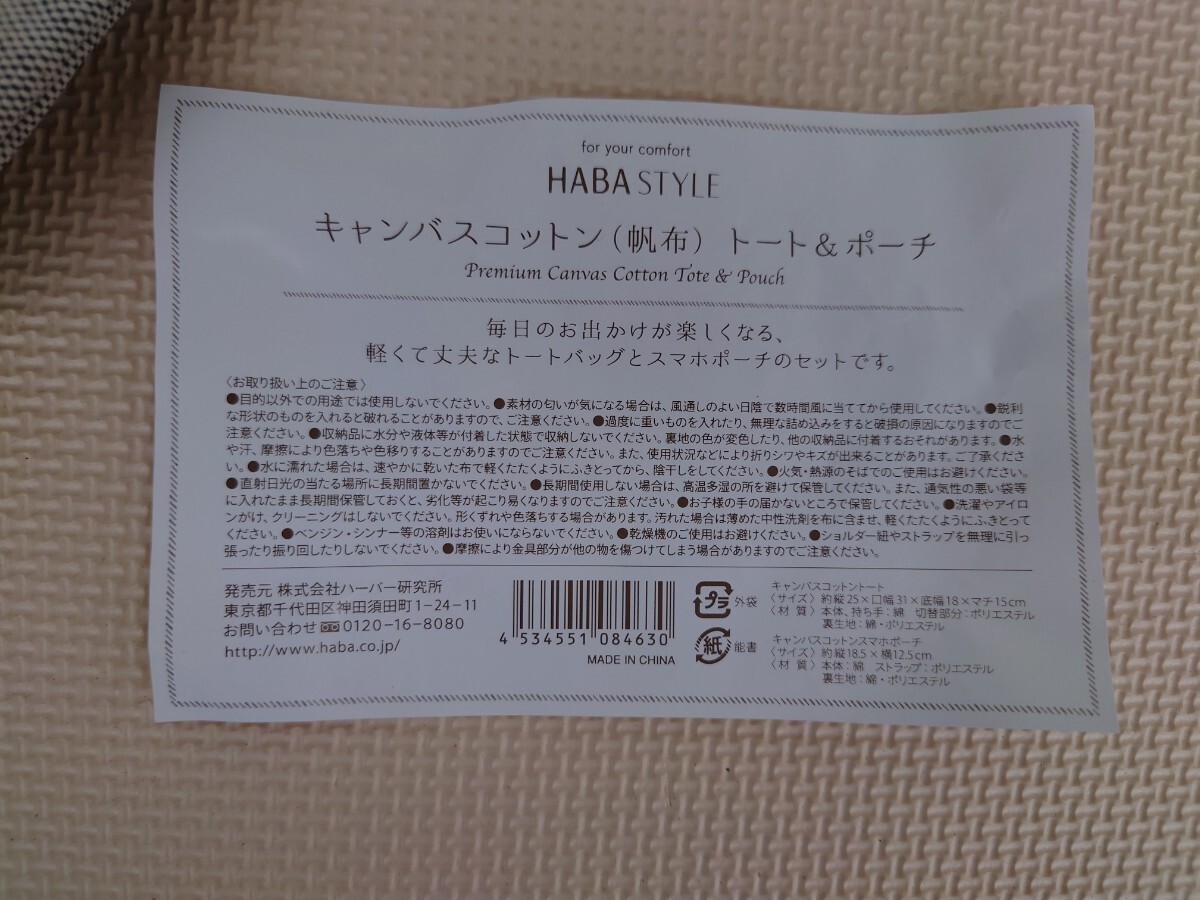 for your comfort
HABA STYLE
キャンバスコットン(帆布) トート&ポーチ
Premium Canvas Cotton Tote & Pouch
毎日のお出かけが楽しくなる、
軽くて丈夫なトートバッグとスマホポーチのセットです。
〈お取り扱い上のご注意〉
●目的以外での用途では使用しないでください。●素材の匂いが気になる場合は、風通しのよい日陰で数時間風に当ててから使用してください。●鋭利
な形状のものを入れると破れることがありますので、ご注意ください。●過度に重いものを入れたり、無理な詰め込みをすると破損の原因になりますのでご
注意ください。●収納品に水分や液体等が付着した状態で収納しないでください。裏地の色が変色したり、他の収納品に付着するおそれがあります。●水
や汗、摩擦により色落ちや色移りすることがありますのでご注意ください。また、使用状況などにより折りシワやキズが出来ることがあります。ご了承くださ
い。●水に濡れた場合は、速やかに乾いた布で軽くたたくようにふきとってから、陰干しをしてください。●火気・熱源のそばでのご使用はお避けください。
●直射日光の当たる場所に長期間置かないでください。●長期間使用しない場合は、高温多湿の所を避けて保管してください。また、通気性の悪い袋等
に入れたまま長期間保管しておくと、劣化等が起こり易くなりますのでご注意ください。●お子様の手の届かないところで保管してください。●洗濯やアイロ
ンがけ、クリーニングはしないでください。形くずれや色落ちする場合があります。汚れた場合は薄めた中性洗剤を布に含ませ、軽くたたくようにふきとって
ください。●ベンジン・シンナー等の溶剤はお使いにならないでください。●乾燥機のご使用はお避けください。●ショルダー紐やストラップを無理に引っ
張ったり振り回したりしないでください。●摩擦により金具部分が他の物を傷つけてしまう場合がありますのでご注意ください。
発売元 株式会社ハーバー研究所
東京都千代田区神田須田町1-24-11
お問い合わせ 0120-16-8080
http://www.haba.co.jp/
4 534551 084630
MADE IN CHINA
プラ 外袋
紙 能書
キャンバスコットントート
〈サイズ〉約縦25×口幅31×底幅18×マチ15cm
〈材 質〉本体、持ち手:綿 切替部分:ポリエステル
裏生地:綿・ポリエステル
キャンバスコットンスマホポーチ
〈サイズ〉約縦18.5×横12.5cm
〈材 質〉本体:綿 ストラップ:ポリエステル
裏生地:綿・ポリエステル